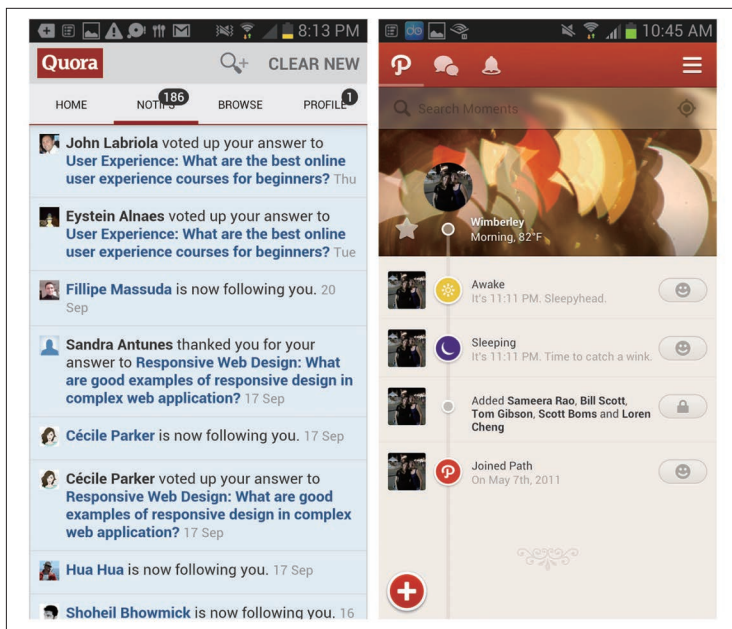 8:13 PM
Quora
CLEAR NEW
HOME
NOTIFS
186
BROWSE
PROFILE
1
John Labriola voted up your answer to
User Experience: What are the best online
user experience courses for beginners? Thu
Eystein Alnaes voted up your answer to
User Experience: What are the best online
user experience courses for beginners? Tue
Fillipe Massuda is now following you. 20
Sep
Sandra Antunes thanked you for your
answer to Responsive Web Design: What
are good examples of responsive design in
complex web application? 17 Sep
Cécile Parker is now following you. 17 Sep
Cécile Parker voted up your answer to
Responsive Web Design: What are good
examples of responsive design in complex
web application? 17 Sep
Hua Hua is now following you. 17 Sep
Shoheil Bhowmick is now following you. 16
do
10:45 AM
Search Moments
Wimberley
Morning, 82°F
Awake
It's 11:11 PM. Sleepyhead.
Sleeping
It's 11:11 PM. Time to catch a wink.
Added Sameera Rao, Bill Scott,
Tom Gibson, Scott Boms and Loren
Cheng
Joined Path
On May 7th, 2011